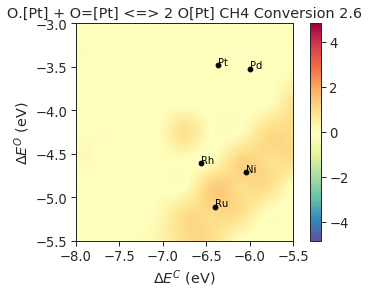 O.[Pt] + O=[Pt] <=> 2 O[Pt] CH4 Conversion 2.6
−3.0
−3.5
−4.0
−4.5
−5.0
−5.5
ΔE^O (eV)
Pt
Pd
Rh
Ni
Ru
−8.0 −7.5 −7.0 −6.5 −6.0 −5.5
ΔE^C (eV)
4
2
0
−2
−4